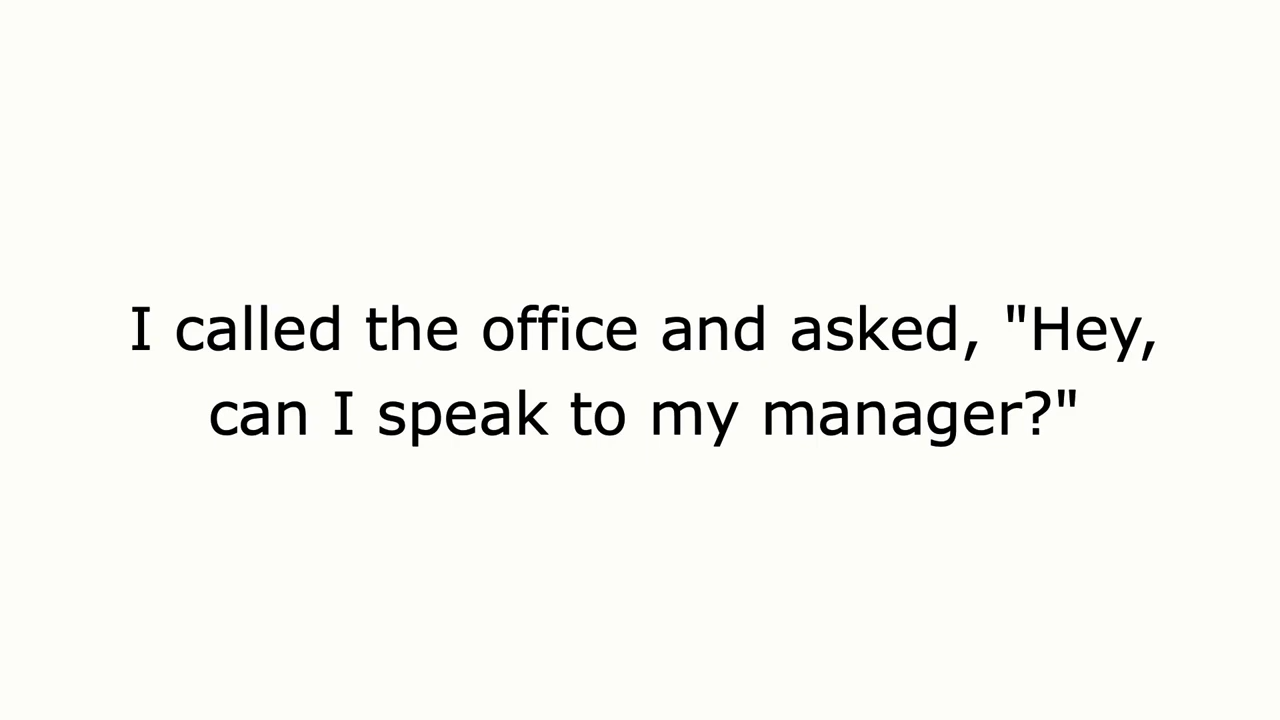 I called the office and asked, "Hey,
can I speak to my manager?"